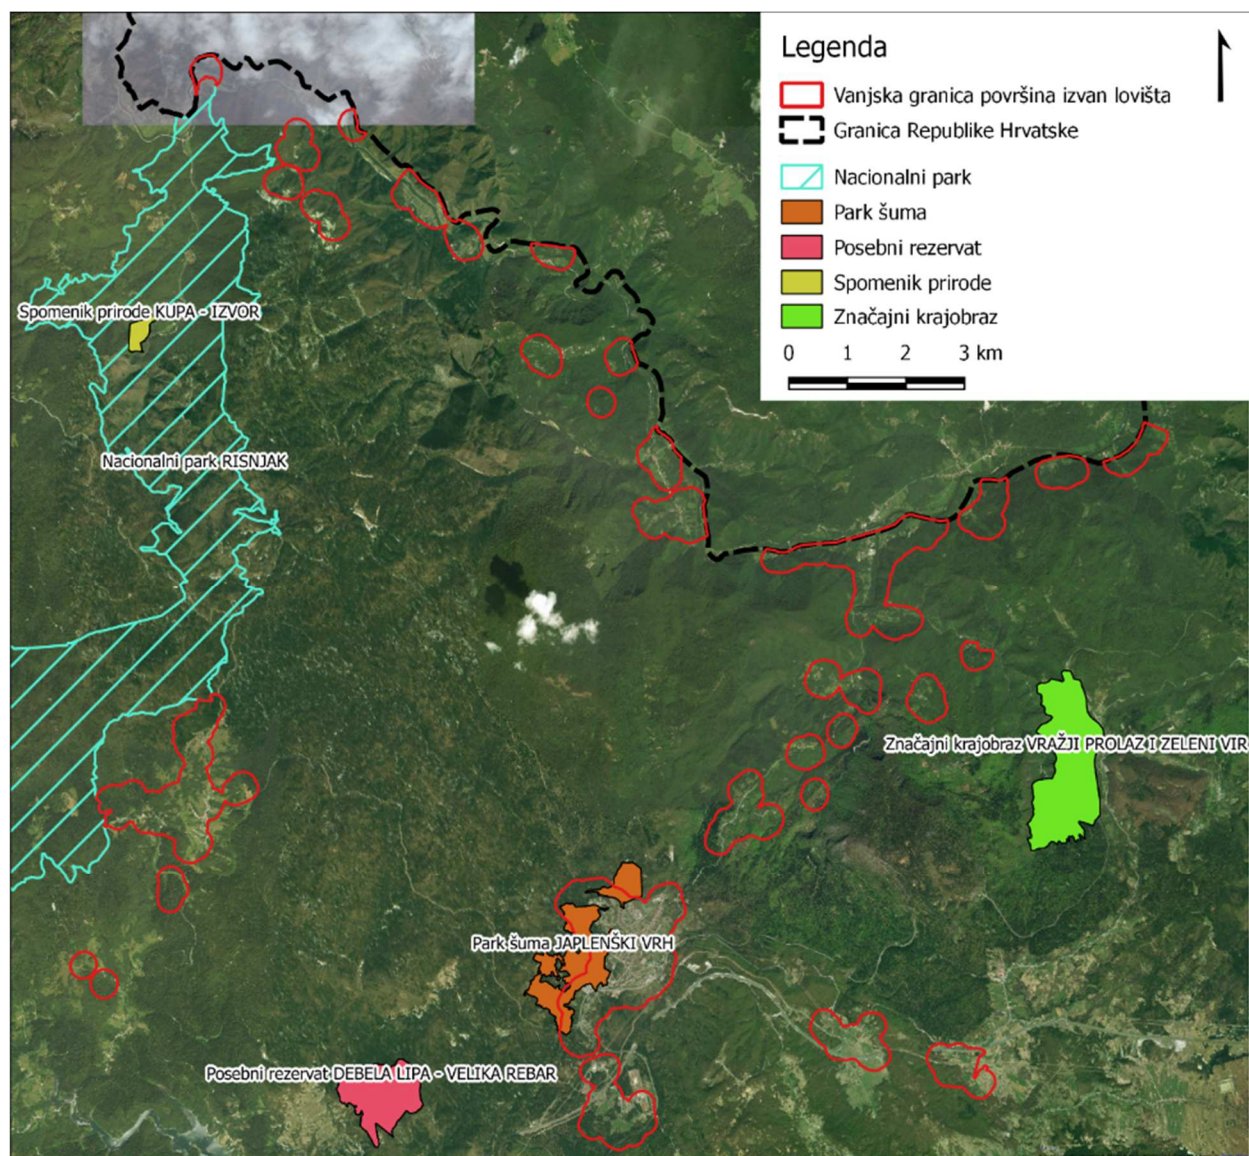 Legenda
Vanjska granica površina izvan lovišta
Granica Republike Hrvatske
Nacionalni park
Park šuma
Posebni rezervat
Spomenik prirode
Značajni krajobraz
0 1 2 3 km
Spomenik prirode KUPA - IZVOR
Nacionalni park RISNJAK
Značajni krajobraz VRAŽJI PROLAZ I ZELENI VIR
Park šuma JAPLENŠKI VRH
Posebni rezervat DEBELA LIPA - VELIKA REBAR